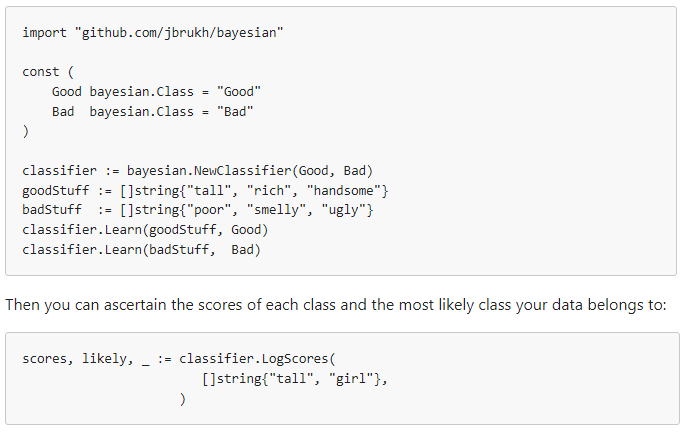 import "github.com/jbrukh/bayesian"
const (
Good bayesian.Class = "Good"
Bad  bayesian.Class = "Bad"
)
classifier := bayesian.NewClassifier(Good, Bad)
goodStuff := []string{"tall", "rich", "handsome"}
badStuff  := []string{"poor", "smelly", "ugly"}
classifier.Learn(goodStuff, Good)
classifier.Learn(badStuff,  Bad)
Then you can ascertain the scores of each class and the most likely class your data belongs to:
scores, likely, _ := classifier.LogScores(
[]string{"tall", "girl"},
)